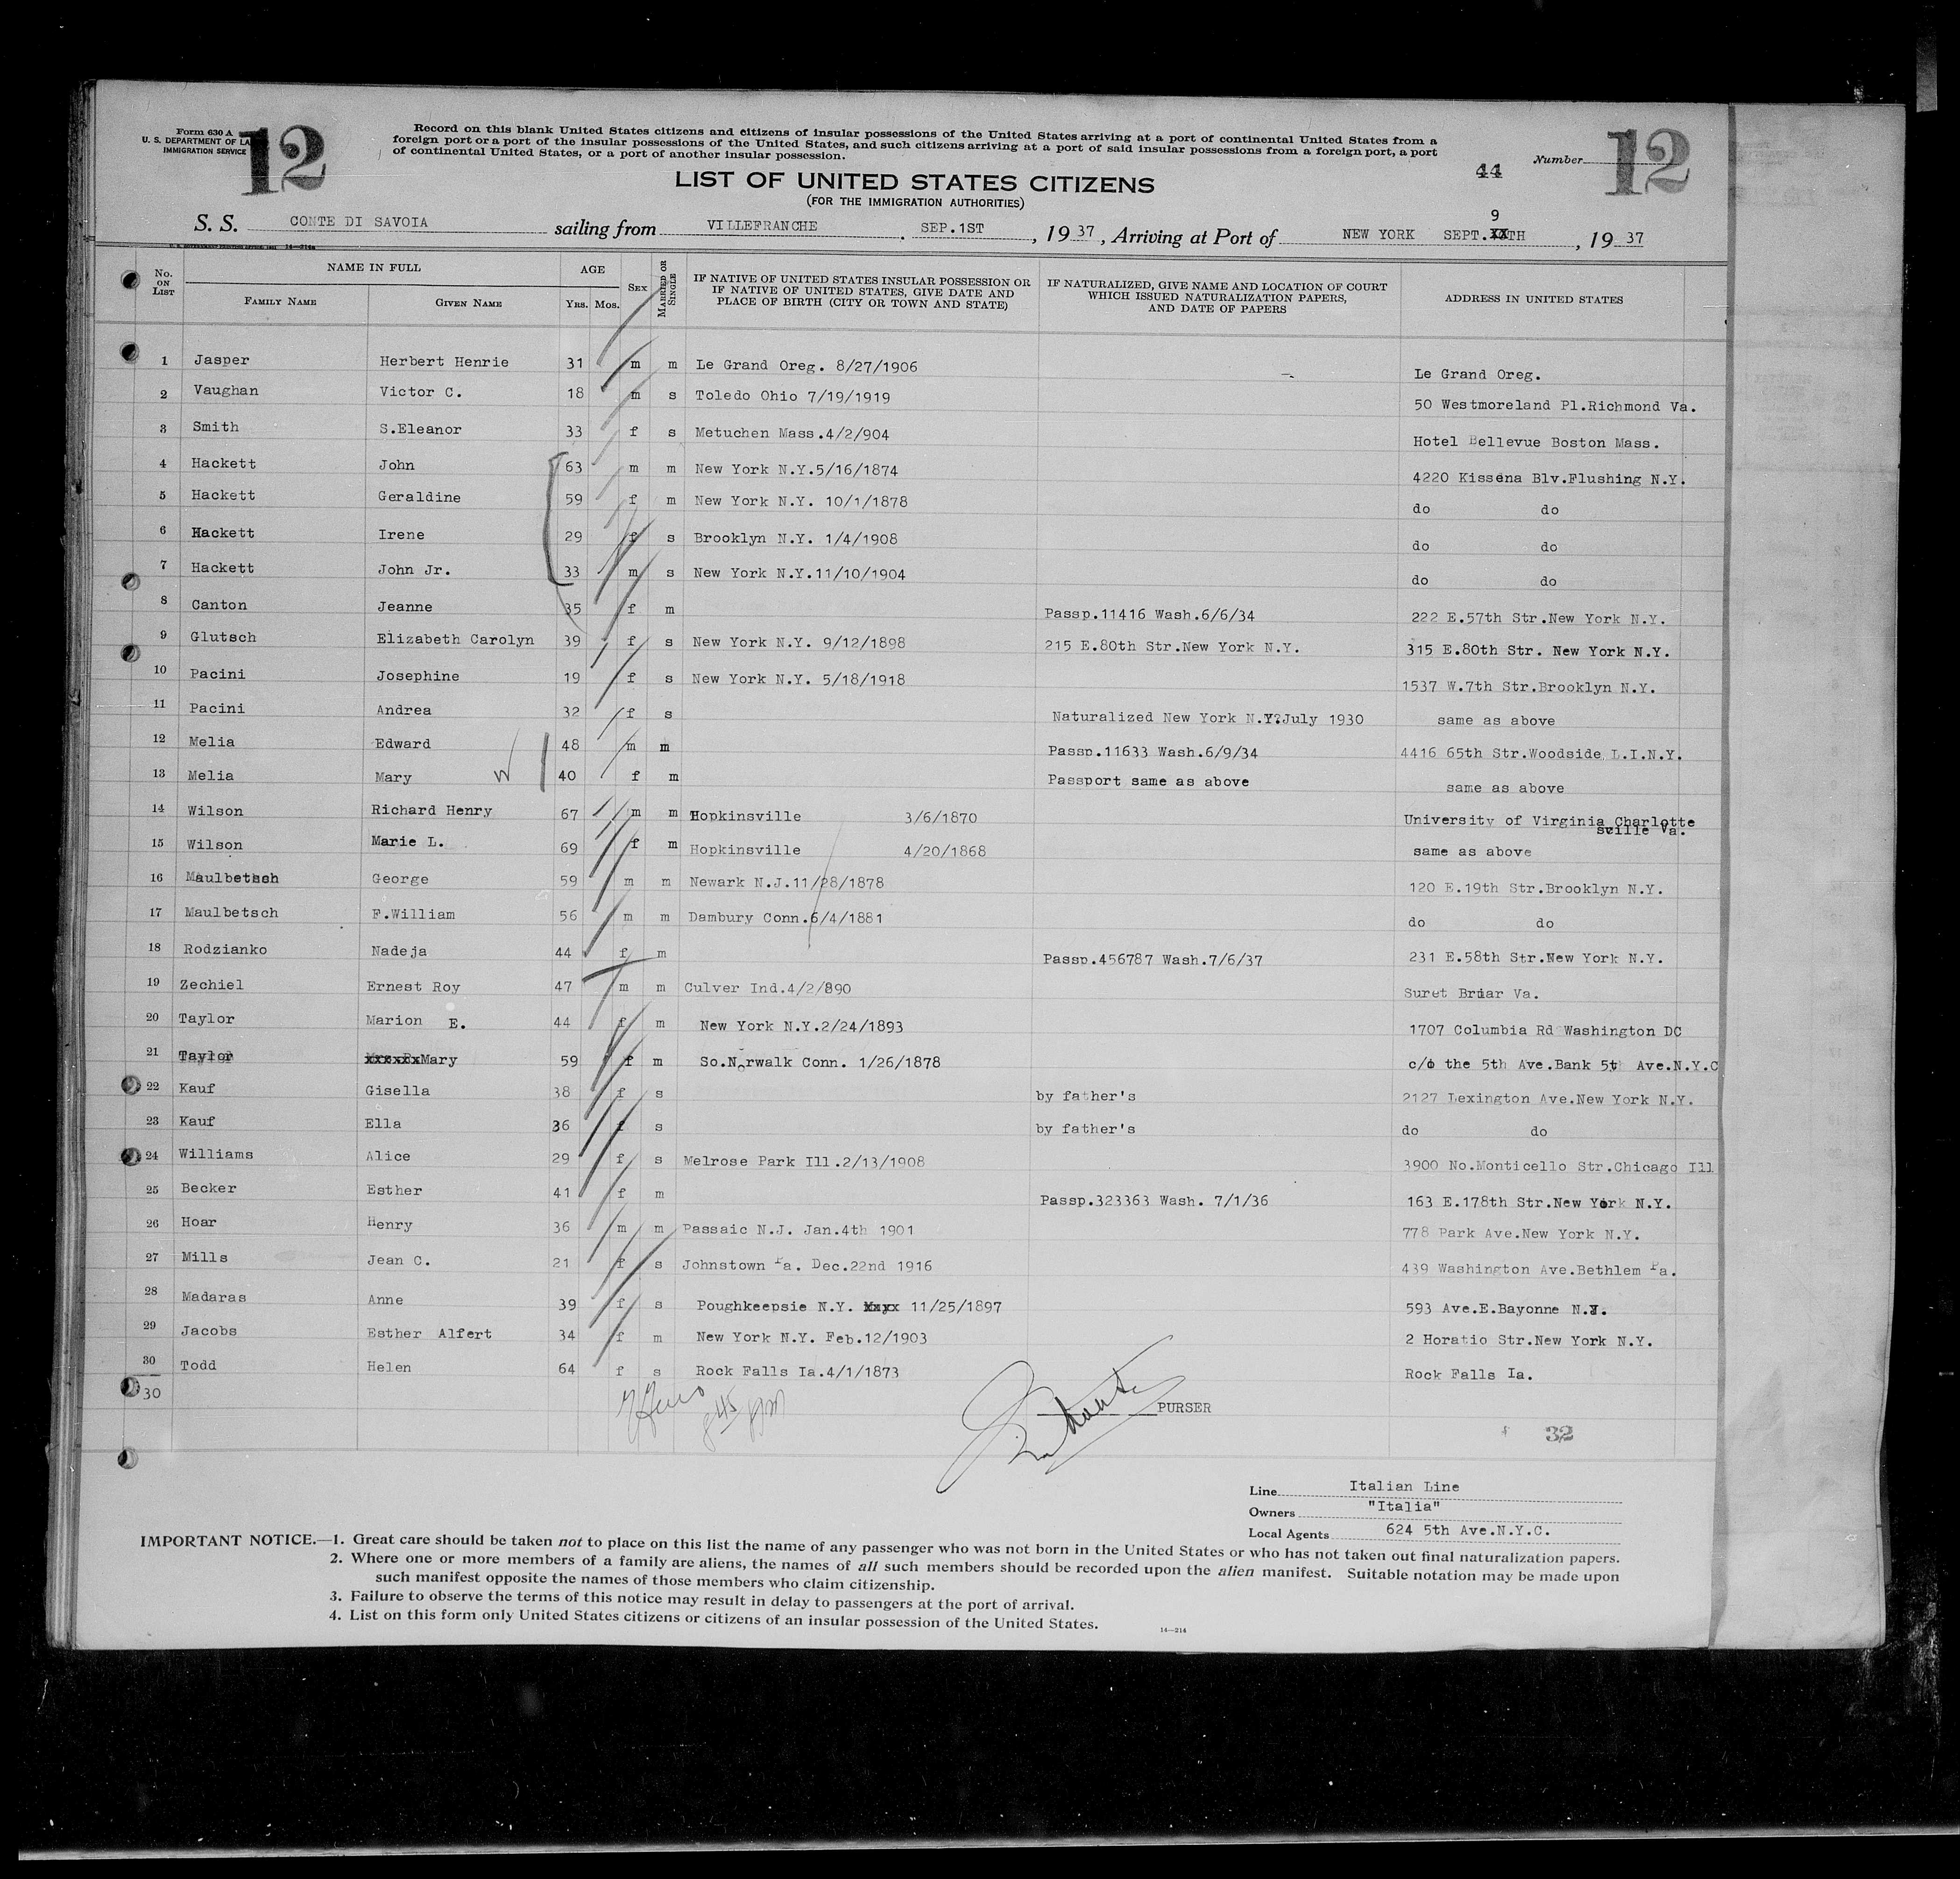 Form 630 A
U. S. DEPARTMENT OF LA
IMMIGRATION SERVICE
12
Record on this blank United States citizens and citizens of insular possessions of the United States arriving at a port of continental United States from a
foreign port or a port of the insular possessions of the United States, and such citizens arriving at a port of said insular possessions from a foreign port, a port
of continental United States, or a port of another insular possession.
44
Number
12
LIST OF UNITED STATES CITIZENS
(FOR THE IMMIGRATION AUTHORITIES)
S. S. CONTE DI SAVOIA sailing from VILLEFRANCHE . SEP.1ST , 19 37, Arriving at Port of NEW YORK SEPT. 9 TH , 19 37
No. ON LIST NAME IN FULL AGE SEX MARRIED OR SINGLE IF NATIVE OF UNITED STATES INSULAR POSSESSION OR IF NATIVE OF UNITED STATES, GIVE DATE AND PLACE OF BIRTH (CITY OR TOWN AND STATE) IF NATURALIZED, GIVE NAME AND LOCATION OF COURT WHICH ISSUED NATURALIZATION PAPERS, AND DATE OF PAPERS ADDRESS IN UNITED STATES
FAMILY NAME GIVEN NAME YRS. MOS.
1 Jasper Herbert Henrie 31 m m Le Grand Oreg. 8/27/1906 Le Grand Oreg.
2 Vaughan Victor C. 18 m s Toledo Ohio 7/19/1919 50 Westmoreland Pl.Richmond Va.
3 Smith S.Eleanor 33 f s Metuchen Mass.4/2/904 Hotel Bellevue Boston Mass.
4 Hackett John 63 m m New York N.Y.5/16/1874 4220 Kissena Blv.Flushing N.Y.
5 Hackett Geraldine 59 f m New York N.Y. 10/1/1878 do do
6 Hackett Irene 29 f s Brooklyn N.Y. 1/4/1908 do do
7 Hackett John Jr. 33 m s New York N.Y.11/10/1904 do do
8 Canton Jeanne 35 f m Passp.11416 Wash.6/6/34 222 E.57th Str.New York N.Y.
9 Glutsch Elizabeth Carolyn 39 f s New York N.Y. 9/12/1898 215 E.80th Str.New York N.Y. 315 E.80th Str. New York N.Y.
10 Pacini Josephine 19 f s New York N.Y. 5/18/1918 1537 W.7th Str.Brooklyn N.Y.
11 Pacini Andrea 32 f s Naturalized New York N.Y.July 1930 same as above
12 Melia Edward 48 m m Passp.11633 Wash.6/9/34 4416 65th Str.Woodside L.I.N.Y.
13 Melia Mary 40 f m Passport same as above same as above
14 Wilson Richard Henry 67 m m Hopkinsville 3/6/1870 University of Virginia Charlotte
sville Va.
15 Wilson Marie L. 69 f m Hopkinsville 4/20/1868 same as above
16 Maulbetsch George 59 m m Newark N.J.11/28/1878 120 E.19th Str.Brooklyn N.Y.
17 Maulbetsch F.William 56 m m Dambury Conn.6/4/1881 do do
18 Rodzianko Nadeja 44 f m Passp.456787 Wash.7/6/37 231 E.58th Str.New York N.Y.
19 Zechiel Ernest Roy 47 m m Culver Ind.4/2/890 Suret Briar Va.
20 Taylor Marion E. 44 f m New York N.Y.2/24/1893 1707 Columbia Rd Washington DC
21 Taylor Mary 59 f m So.Norwalk Conn. 1/26/1878 c/o the 5th Ave.Bank 5t Ave.N.Y.C
22 Kauf Gisella 38 f s by father's 2127 Lexington Ave.New York N.Y.
23 Kauf Ella 36 f s by father's do do
24 Williams Alice 29 f s Melrose Park Ill.2/13/1908 3900 No.Monticello Str.Chicago Ill
25 Becker Esther 41 f m Passp.323363 Wash. 7/1/36 163 E.178th Str.New York N.Y.
26 Hoar Henry 36 m m Passaic N.J. Jan.4th 1901 778 Park Ave.New York N.Y.
27 Mills Jean C. 21 f s Johnstown Pa. Dec.22nd 1916 439 Washington Ave.Bethlem Pa.
28 Madaras Anne 39 f s Poughkeepsie N.Y. 11/25/1897 593 Ave.E.Bayonne N.J.
29 Jacobs Esther Alfert 34 f m New York N.Y. Feb.12/1903 2 Horatio Str.New York N.Y.
30 Todd Helen 64 f s Rock Falls Ia.4/1/1873 Rock Falls Ia.
30
PURSER
32
Line Italian Line
Owners "Italia"
Local Agents 624 5th Ave.N.Y.C.
IMPORTANT NOTICE.—1. Great care should be taken not to place on this list the name of any passenger who was not born in the United States or who has not taken out final naturalization papers.
2. Where one or more members of a family are aliens, the names of all such members should be recorded upon the alien manifest. Suitable notation may be made upon
such manifest opposite the names of those members who claim citizenship.
3. Failure to observe the terms of this notice may result in delay to passengers at the port of arrival.
4. List on this form only United States citizens or citizens of an insular possession of the United States.
14—214